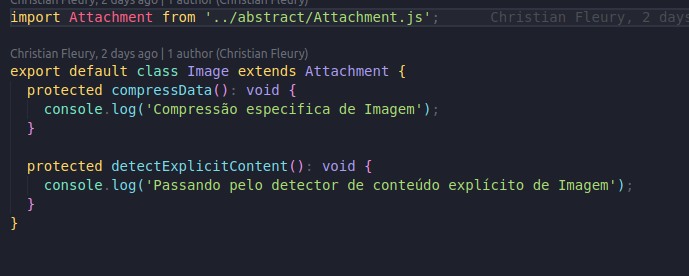 Christian Fleury, 2 days ago | 1 author (Christian Fleury)
import Attachment from '../abstract/Attachment.js'; Christian Fleury, 2 days
Christian Fleury, 2 days ago | 1 author (Christian Fleury)
export default class Image extends Attachment {
protected compressData(): void {
console.log('Compressão especifica de Imagem');
}
protected detectExplicitContent(): void {
console.log('Passando pelo detector de conteúdo explícito de Imagem');
}
}